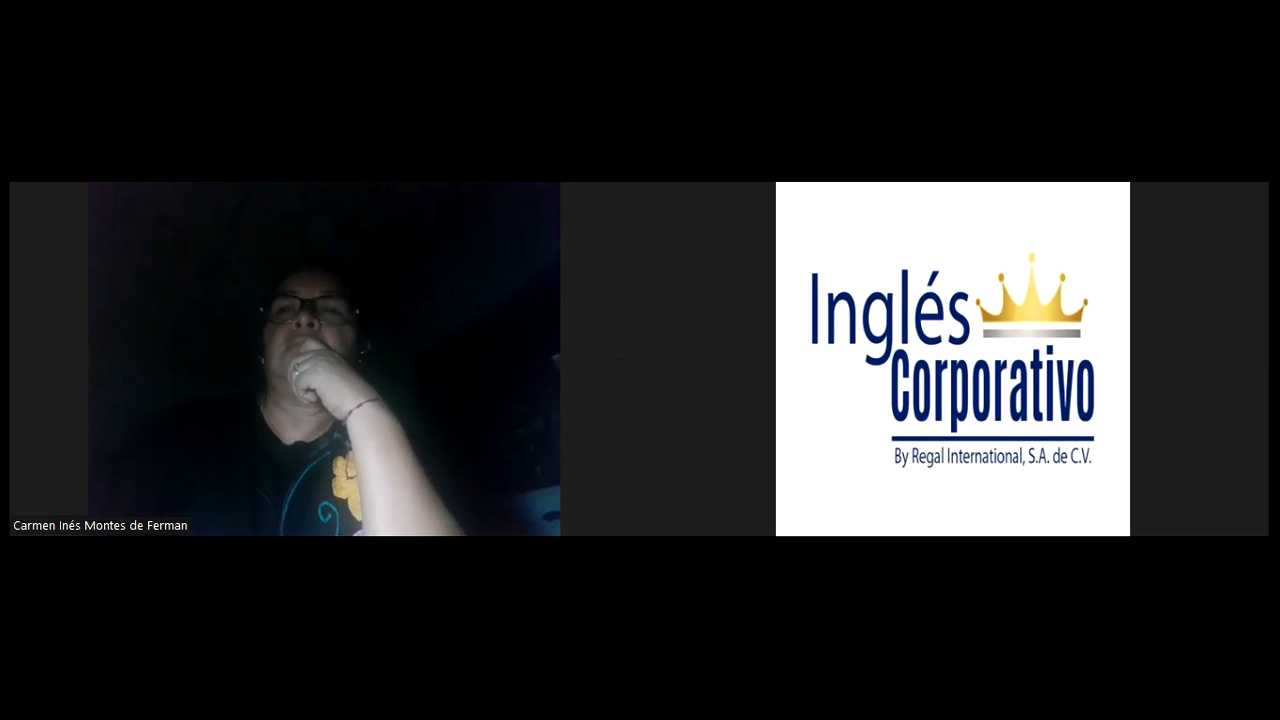 Carmen Inés Montes de Ferman
Inglés
Corporativo
By Regal International, S.A. de C.V.